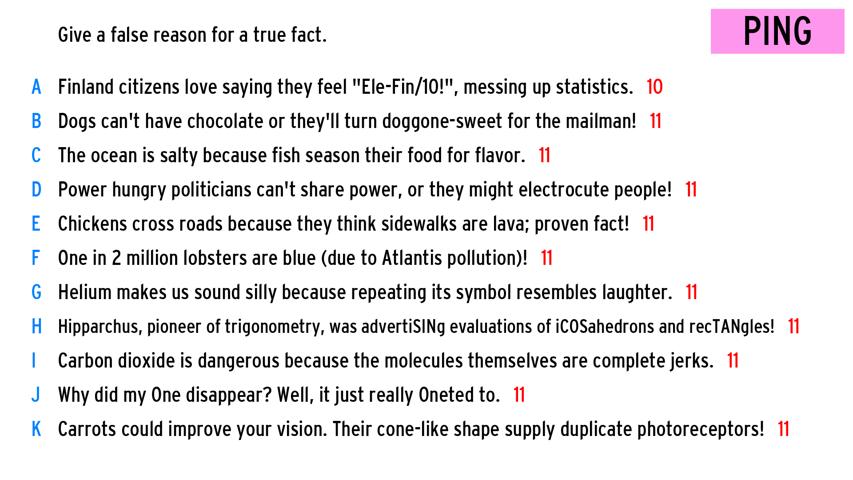 Give a false reason for a true fact.
PING
A Finland citizens love saying they feel "Ele-Fin/10!", messing up statistics. 10
B Dogs can't have chocolate or they'll turn doggone-sweet for the mailman! 11
C The ocean is salty because fish season their food for flavor. 11
D Power hungry politicians can't share power, or they might electrocute people! 11
E Chickens cross roads because they think sidewalks are lava; proven fact! 11
F One in 2 million lobsters are blue (due to Atlantis pollution)! 11
G Helium makes us sound silly because repeating its symbol resembles laughter. 11
H Hipparchus, pioneer of trigonometry, was advertiSINg evaluations of iCOSahedrons and recTANgles! 11
I Carbon dioxide is dangerous because the molecules themselves are complete jerks. 11
J Why did my One disappear? Well, it just really Oneted to. 11
K Carrots could improve your vision. Their cone-like shape supply duplicate photoreceptors! 11